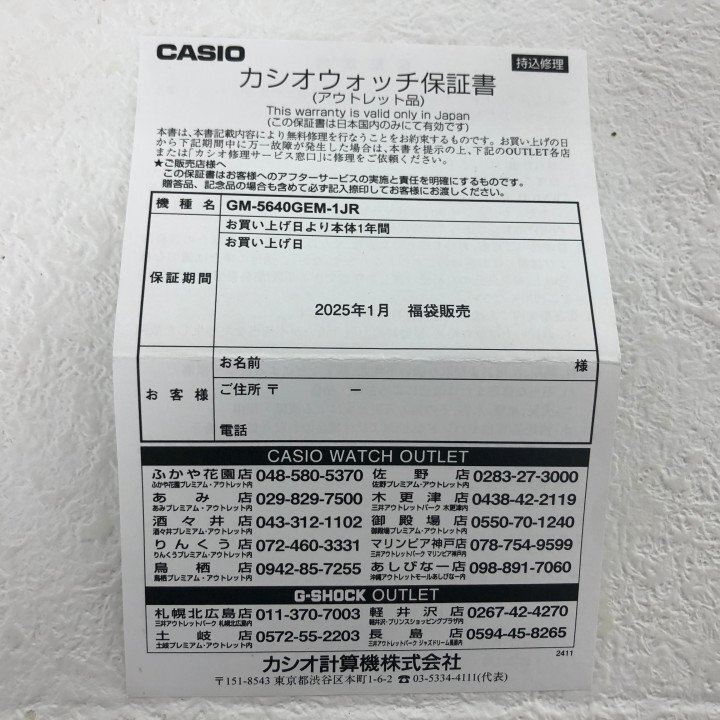 CASIO
持込修理
カシオウォッチ保証書
(アウトレット品)
This warranty is valid only in Japan
(この保証書は日本国内のみにて有効です)
本書は、本書記載内容により無料修理を行なうことをお約束するものです。お買い上げの日
から下記期間中に万一故障が発生した場合は、本書を提示の上、下記のOUTLET各店
または「カシオ修理サービス窓口」に修理をご依頼ください。
★ご販売店様へ
この保証書はお客様へのアフターサービスの実施と責任を明確にするものです。
贈答品、記念品の場合も含めて必ず記入捺印してお客様にお渡しください。
機種名 GM-5640GEM-1JR
お買い上げ日より本体1年間
お買い上げ日
保証期間
2025年1月 福袋販売
お名前 様
お客様 ご住所 〒 －
電話
CASIO WATCH OUTLET
ふかや花園店 048-580-5370 佐野店 0283-27-3000
ふかや花園プレミアム・アウトレット内 佐野プレミアム・アウトレット内
あみ店 029-829-7500 木更津店 0438-42-2119
あみプレミアム・アウトレット内 三井アウトレットパーク 木更津内
酒々井店 043-312-1102 御殿場店 0550-70-1240
酒々井プレミアム・アウトレット内 御殿場プレミアム・アウトレット内
りんくう店 072-460-3331 マリンピア神戸店 078-754-9599
りんくうプレミアム・アウトレット内 三井アウトレットパーク マリンピア神戸内
鳥栖店 0942-85-7255 あしびなー店 098-891-7060
鳥栖プレミアム・アウトレット内 沖縄アウトレットモールあしびなー内
G-SHOCK OUTLET
札幌北広島店 011-370-7003 軽井沢店 0267-42-4270
三井アウトレットパーク 札幌北広島内 軽井沢・プリンスショッピングプラザ内
土岐店 0572-55-2203 長島店 0594-45-8265
土岐プレミアム・アウトレット内 三井アウトレットパーク ジャズドリーム長島内
カシオ計算機株式会社
2411
〒151-8543 東京都渋谷区本町1-6-2 ☎03-5334-4111(代表)